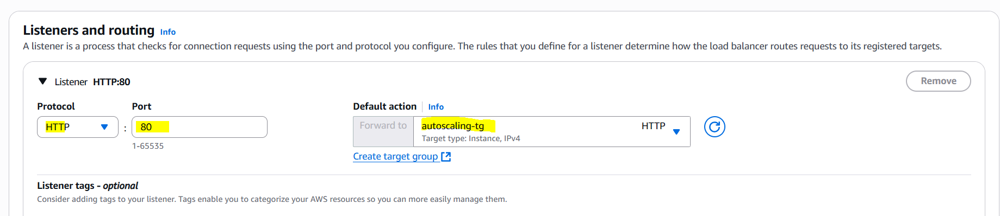 Listeners and routing Info
A listener is a process that checks for connection requests using the port and protocol you configure. The rules that you define for a listener determine how the load balancer routes requests to its registered targets.
Listener HTTP:80
Remove
Protocol Port Default action Info
HTTP : 80 Forward to autoscaling-tg HTTP
Target type: Instance, IPv4
1-65535
Create target group
Listener tags - optional
Consider adding tags to your listener. Tags enable you to categorize your AWS resources so you can more easily manage them.